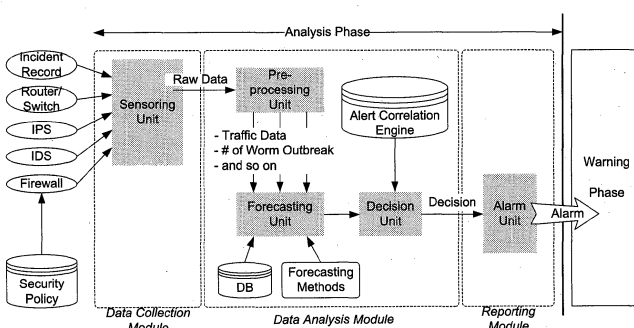 Analysis Phase
Incident
Record
Router/
Switch
IPS
IDS
Firewall
Security
Policy
Sensoring
Unit
Raw Data
Pre-
processing
Unit
- Traffic Data
- # of Worm Outbreak
- and so on
Alert Correlation
Engine
Forecasting
Unit
Decision
Unit
Decision
DB
Forecasting
Methods
Alarm
Unit
Alarm
Warning
Phase
Data Collection
Module
Data Analysis Module
Reporting
Module